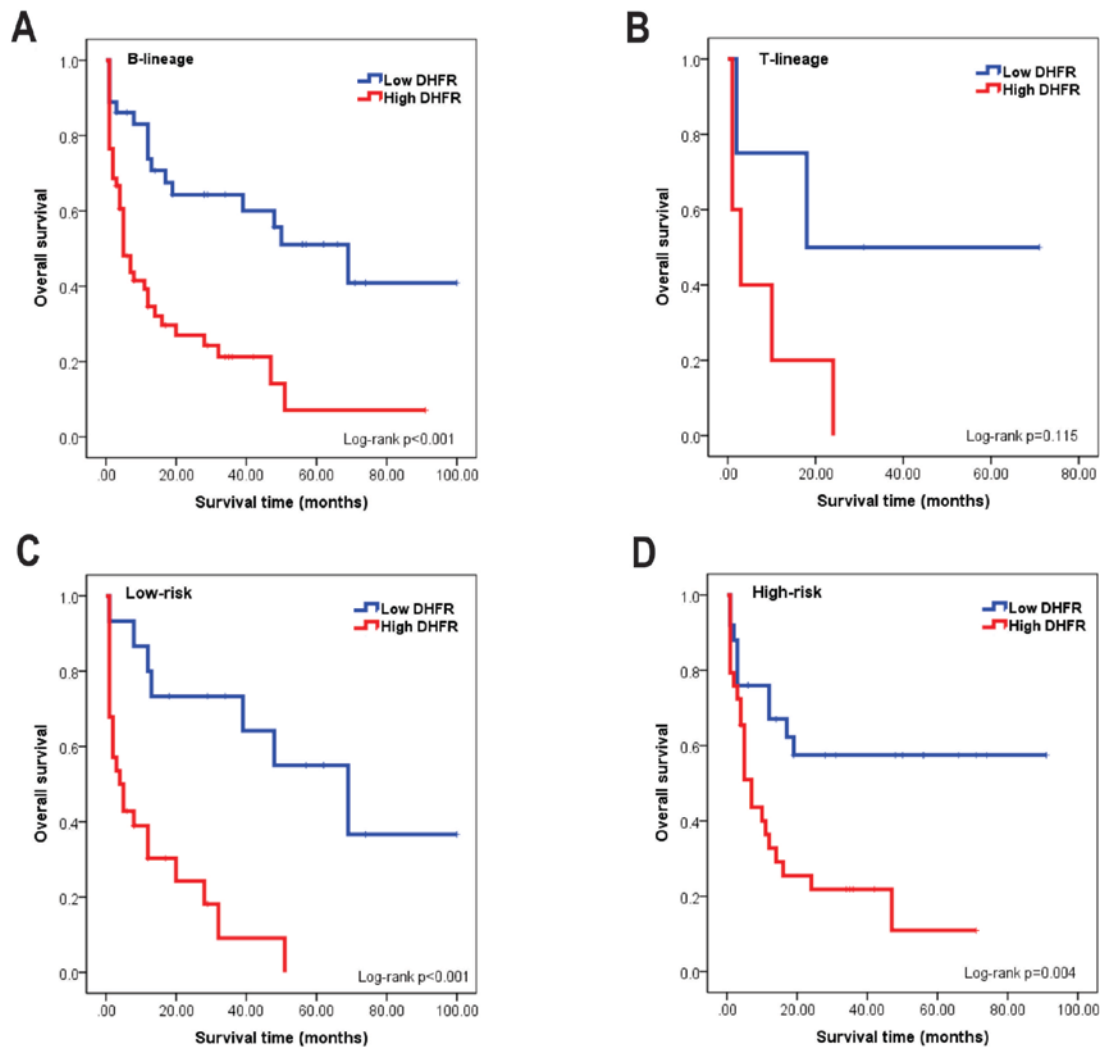 A
B-lineage
Low DHFR
High DHFR
1.0
0.8
0.6
0.4
0.2
0.0
Overall survival
Log-rank p<0.001
.00 20.00 40.00 60.00 80.00 100.00
Survival time (months)
B
T-lineage
Low DHFR
High DHFR
1.0
0.8
0.6
0.4
0.2
0.0
Overall survival
Log-rank p=0.115
.00 20.00 40.00 60.00 80.00
Survival time (months)
C
Low-risk
Low DHFR
High DHFR
1.0
0.8
0.6
0.4
0.2
0.0
Overall survival
Log-rank p<0.001
.00 20.00 40.00 60.00 80.00 100.00
Survival time (months)
D
High-risk
Low DHFR
High DHFR
1.0
0.8
0.6
0.4
0.2
0.0
Overall survival
Log-rank p=0.004
.00 20.00 40.00 60.00 80.00 100.00
Survival time (months)